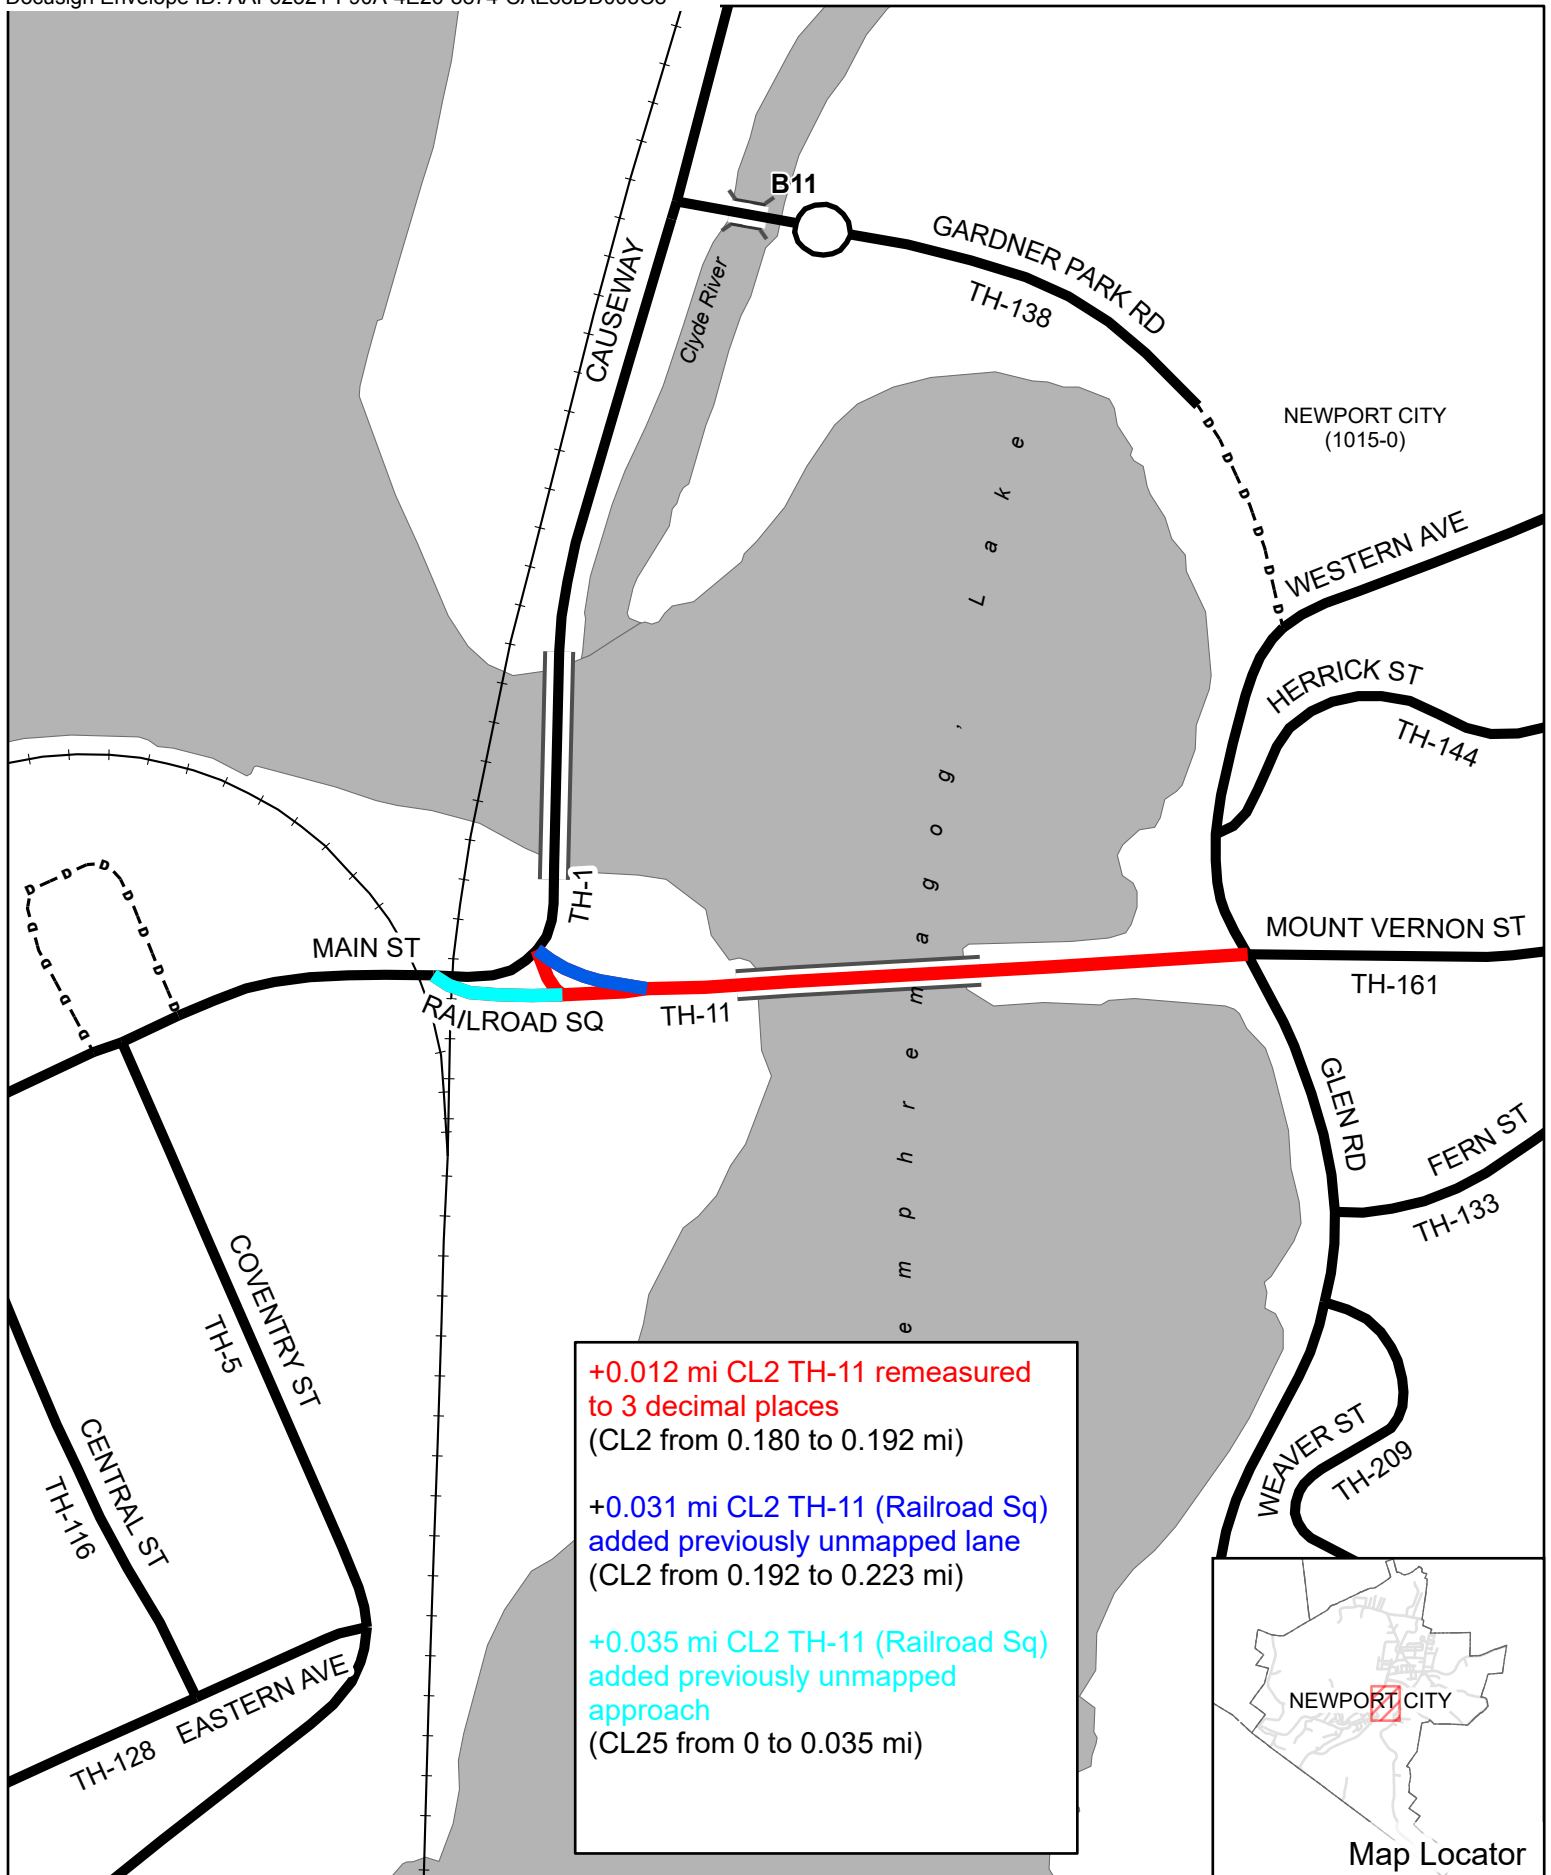 B11
GARDNER PARK RD
TH-138
CAUSEWAY
Clyde River
NEWPORT CITY
(1015-0)
WESTERN AVE
HERRICK ST
TH-144
Lake
Memphremagog,
TH-1
MAIN ST
RAILROAD SQ
TH-11
MOUNT VERNON ST
TH-161
GLEN RD
FERN ST
TH-133
COVENTRY ST
TH-5
CENTRAL ST
TH-116
EASTERN AVE
TH-128
WEAVER ST
TH-209
+0.012 mi CL2 TH-11 remeasured
to 3 decimal places
(CL2 from 0.180 to 0.192 mi)
+0.031 mi CL2 TH-11 (Railroad Sq)
added previously unmapped lane
(CL2 from 0.192 to 0.223 mi)
+0.035 mi CL2 TH-11 (Railroad Sq)
added previously unmapped
approach
(CL25 from 0 to 0.035 mi)
NEWPORT CITY
Map Locator